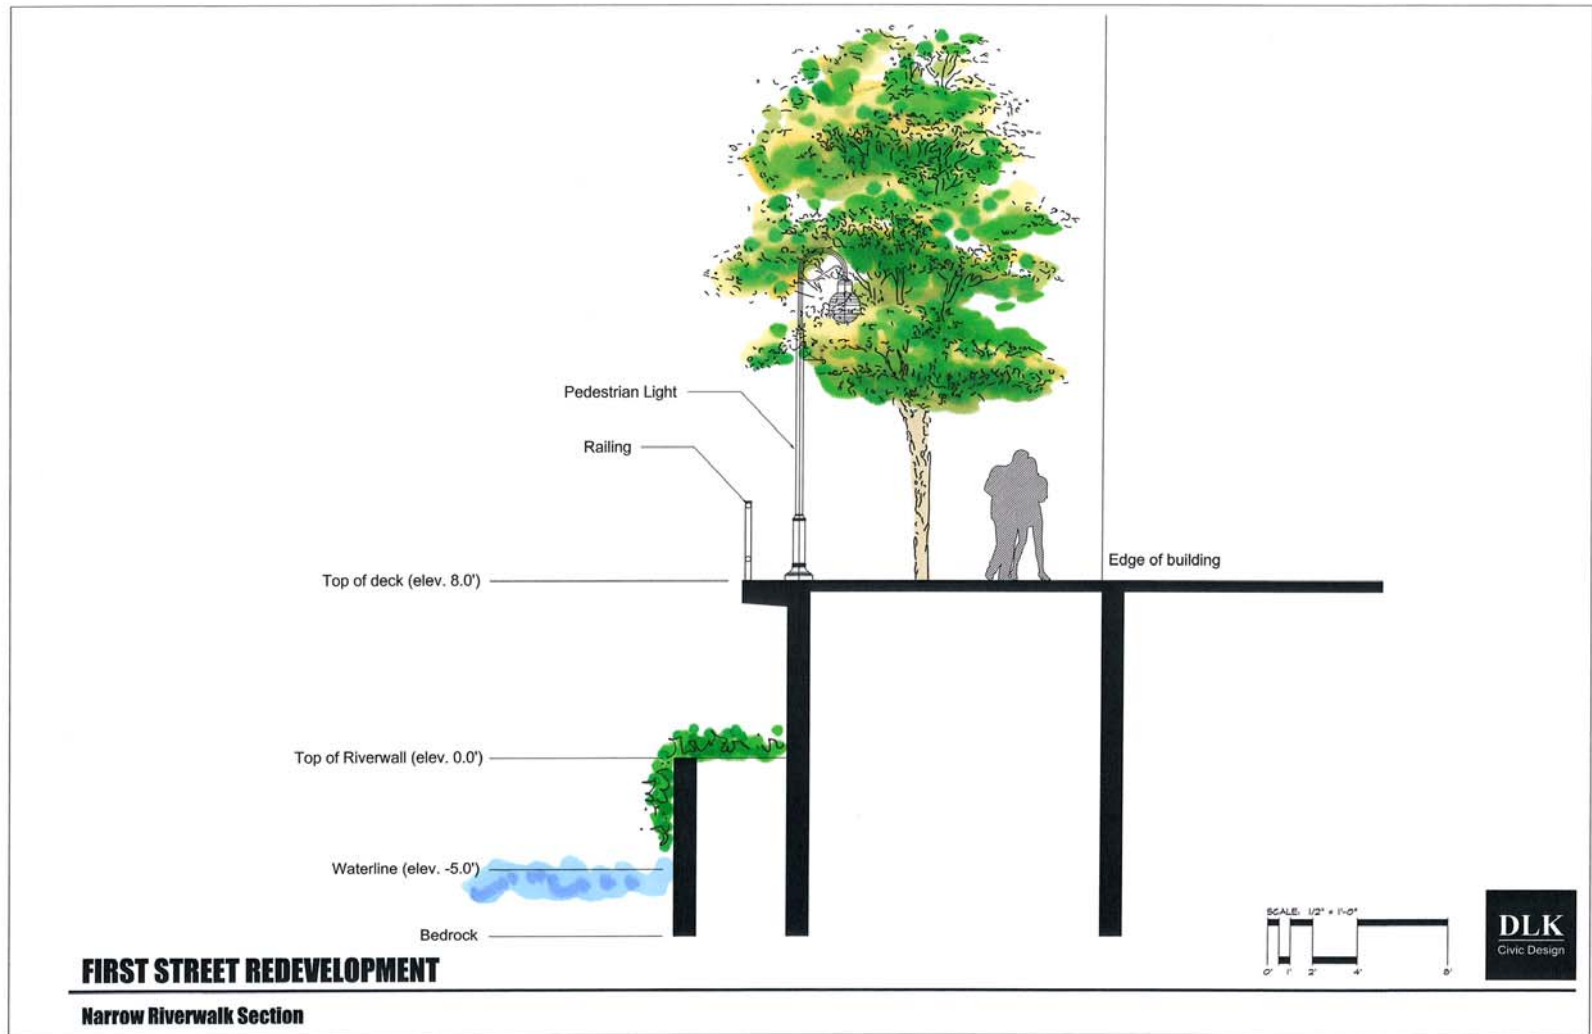 Pedestrian Light
Railing
Edge of building
Top of deck (elev. 8.0')
Top of Riverwall (elev. 0.0')
Waterline (elev. -5.0')
Bedrock
SCALE: 1/2" = 1'-0"
0' 1' 2' 4' 8'
DLK
Civic Design
FIRST STREET REDEVELOPMENT
Narrow Riverwalk Section